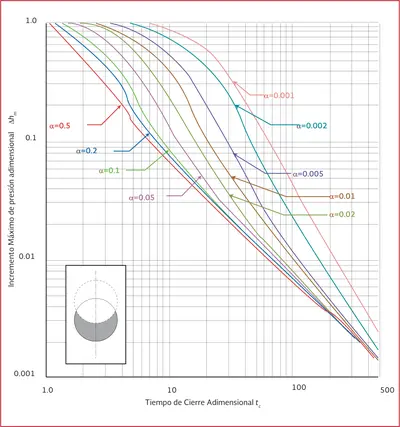 1.0
α=0.001
α=0.5
α=0.002
0.1
α=0.2
α=0.1
α=0.005
α=0.05
α=0.01
α=0.02
Incremento Máximo de presión adimensional Δhm
0.01
0.001
1.0
10
100
500
Tiempo de Cierre Adimensional tc